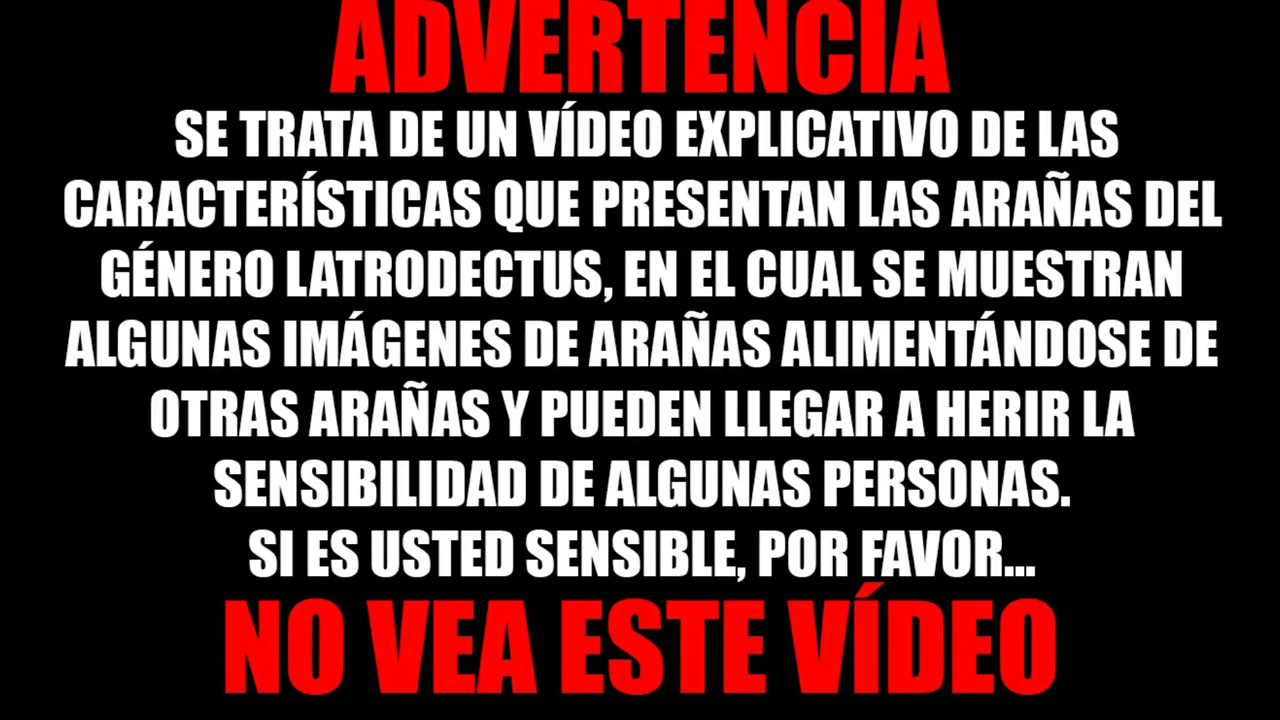 ADVERTENCIA
SE TRATA DE UN VÍDEO EXPLICATIVO DE LAS
CARACTERÍSTICAS QUE PRESENTAN LAS ARAÑAS DEL
GÉNERO LATRODECTUS, EN EL CUAL SE MUESTRAN
ALGUNAS IMÁGENES DE ARAÑAS ALIMENTÁNDOSE DE
OTRAS ARAÑAS Y PUEDEN LLEGAR A HERIR LA
SENSIBILIDAD DE ALGUNAS PERSONAS.
SI ES USTED SENSIBLE, POR FAVOR...
NO VEA ESTE VÍDEO